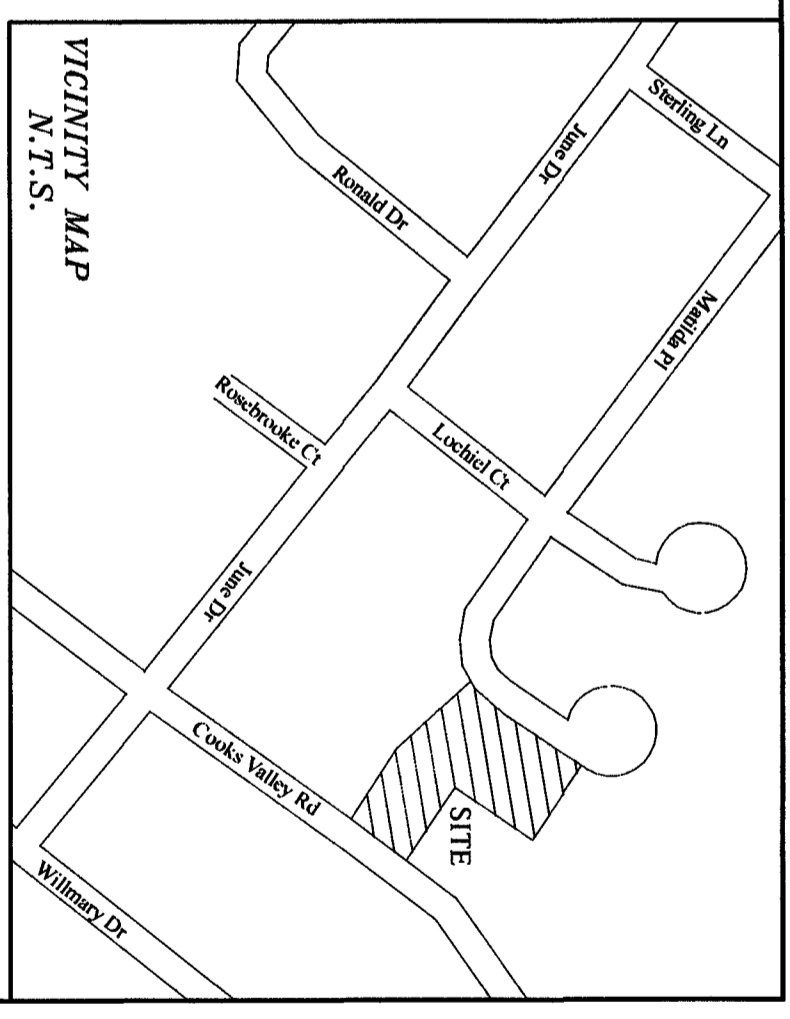 Sterling Ln
June Dr
Ronald Dr
Matilda Pl
Lochiel Ct
Rosebrooke Ct
June Dr
Cooks Valley Rd
SITE
Willmary Dr
VICINITY MAP
N.T.S.